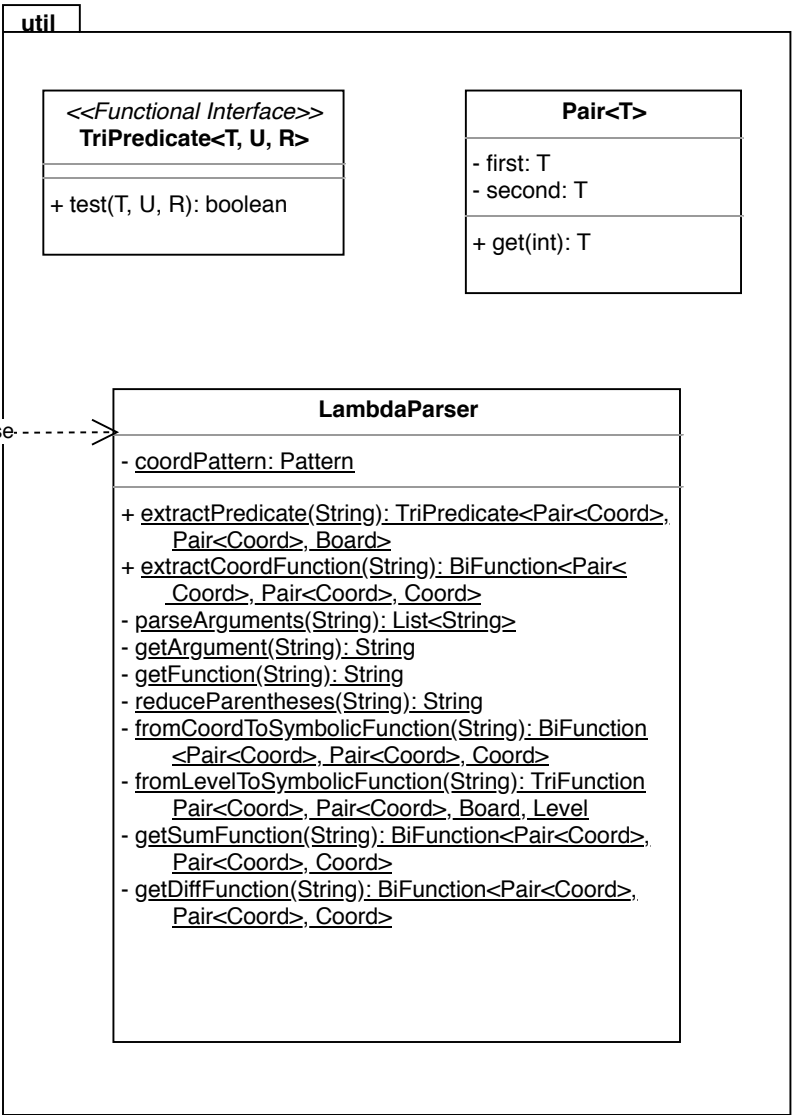 util
<<Functional Interface>>
TriPredicate<T, U, R>
+ test(T, U, R): boolean
Pair<T>
- first: T
- second: T
+ get(int): T
se
LambdaParser
- coordPattern: Pattern
+ extractPredicate(String): TriPredicate<Pair<Coord>,
Pair<Coord>, Board>
+ extractCoordFunction(String): BiFunction<Pair<
Coord>, Pair<Coord>, Coord>
- parseArguments(String): List<String>
- getArgument(String): String
- getFunction(String): String
- reduceParentheses(String): String
- fromCoordToSymbolicFunction(String): BiFunction
<Pair<Coord>, Pair<Coord>, Coord>
- fromLevelToSymbolicFunction(String): TriFunction
Pair<Coord>, Pair<Coord>, Board, Level
- getSumFunction(String): BiFunction<Pair<Coord>,
Pair<Coord>, Coord>
- getDiffFunction(String): BiFunction<Pair<Coord>,
Pair<Coord>, Coord>